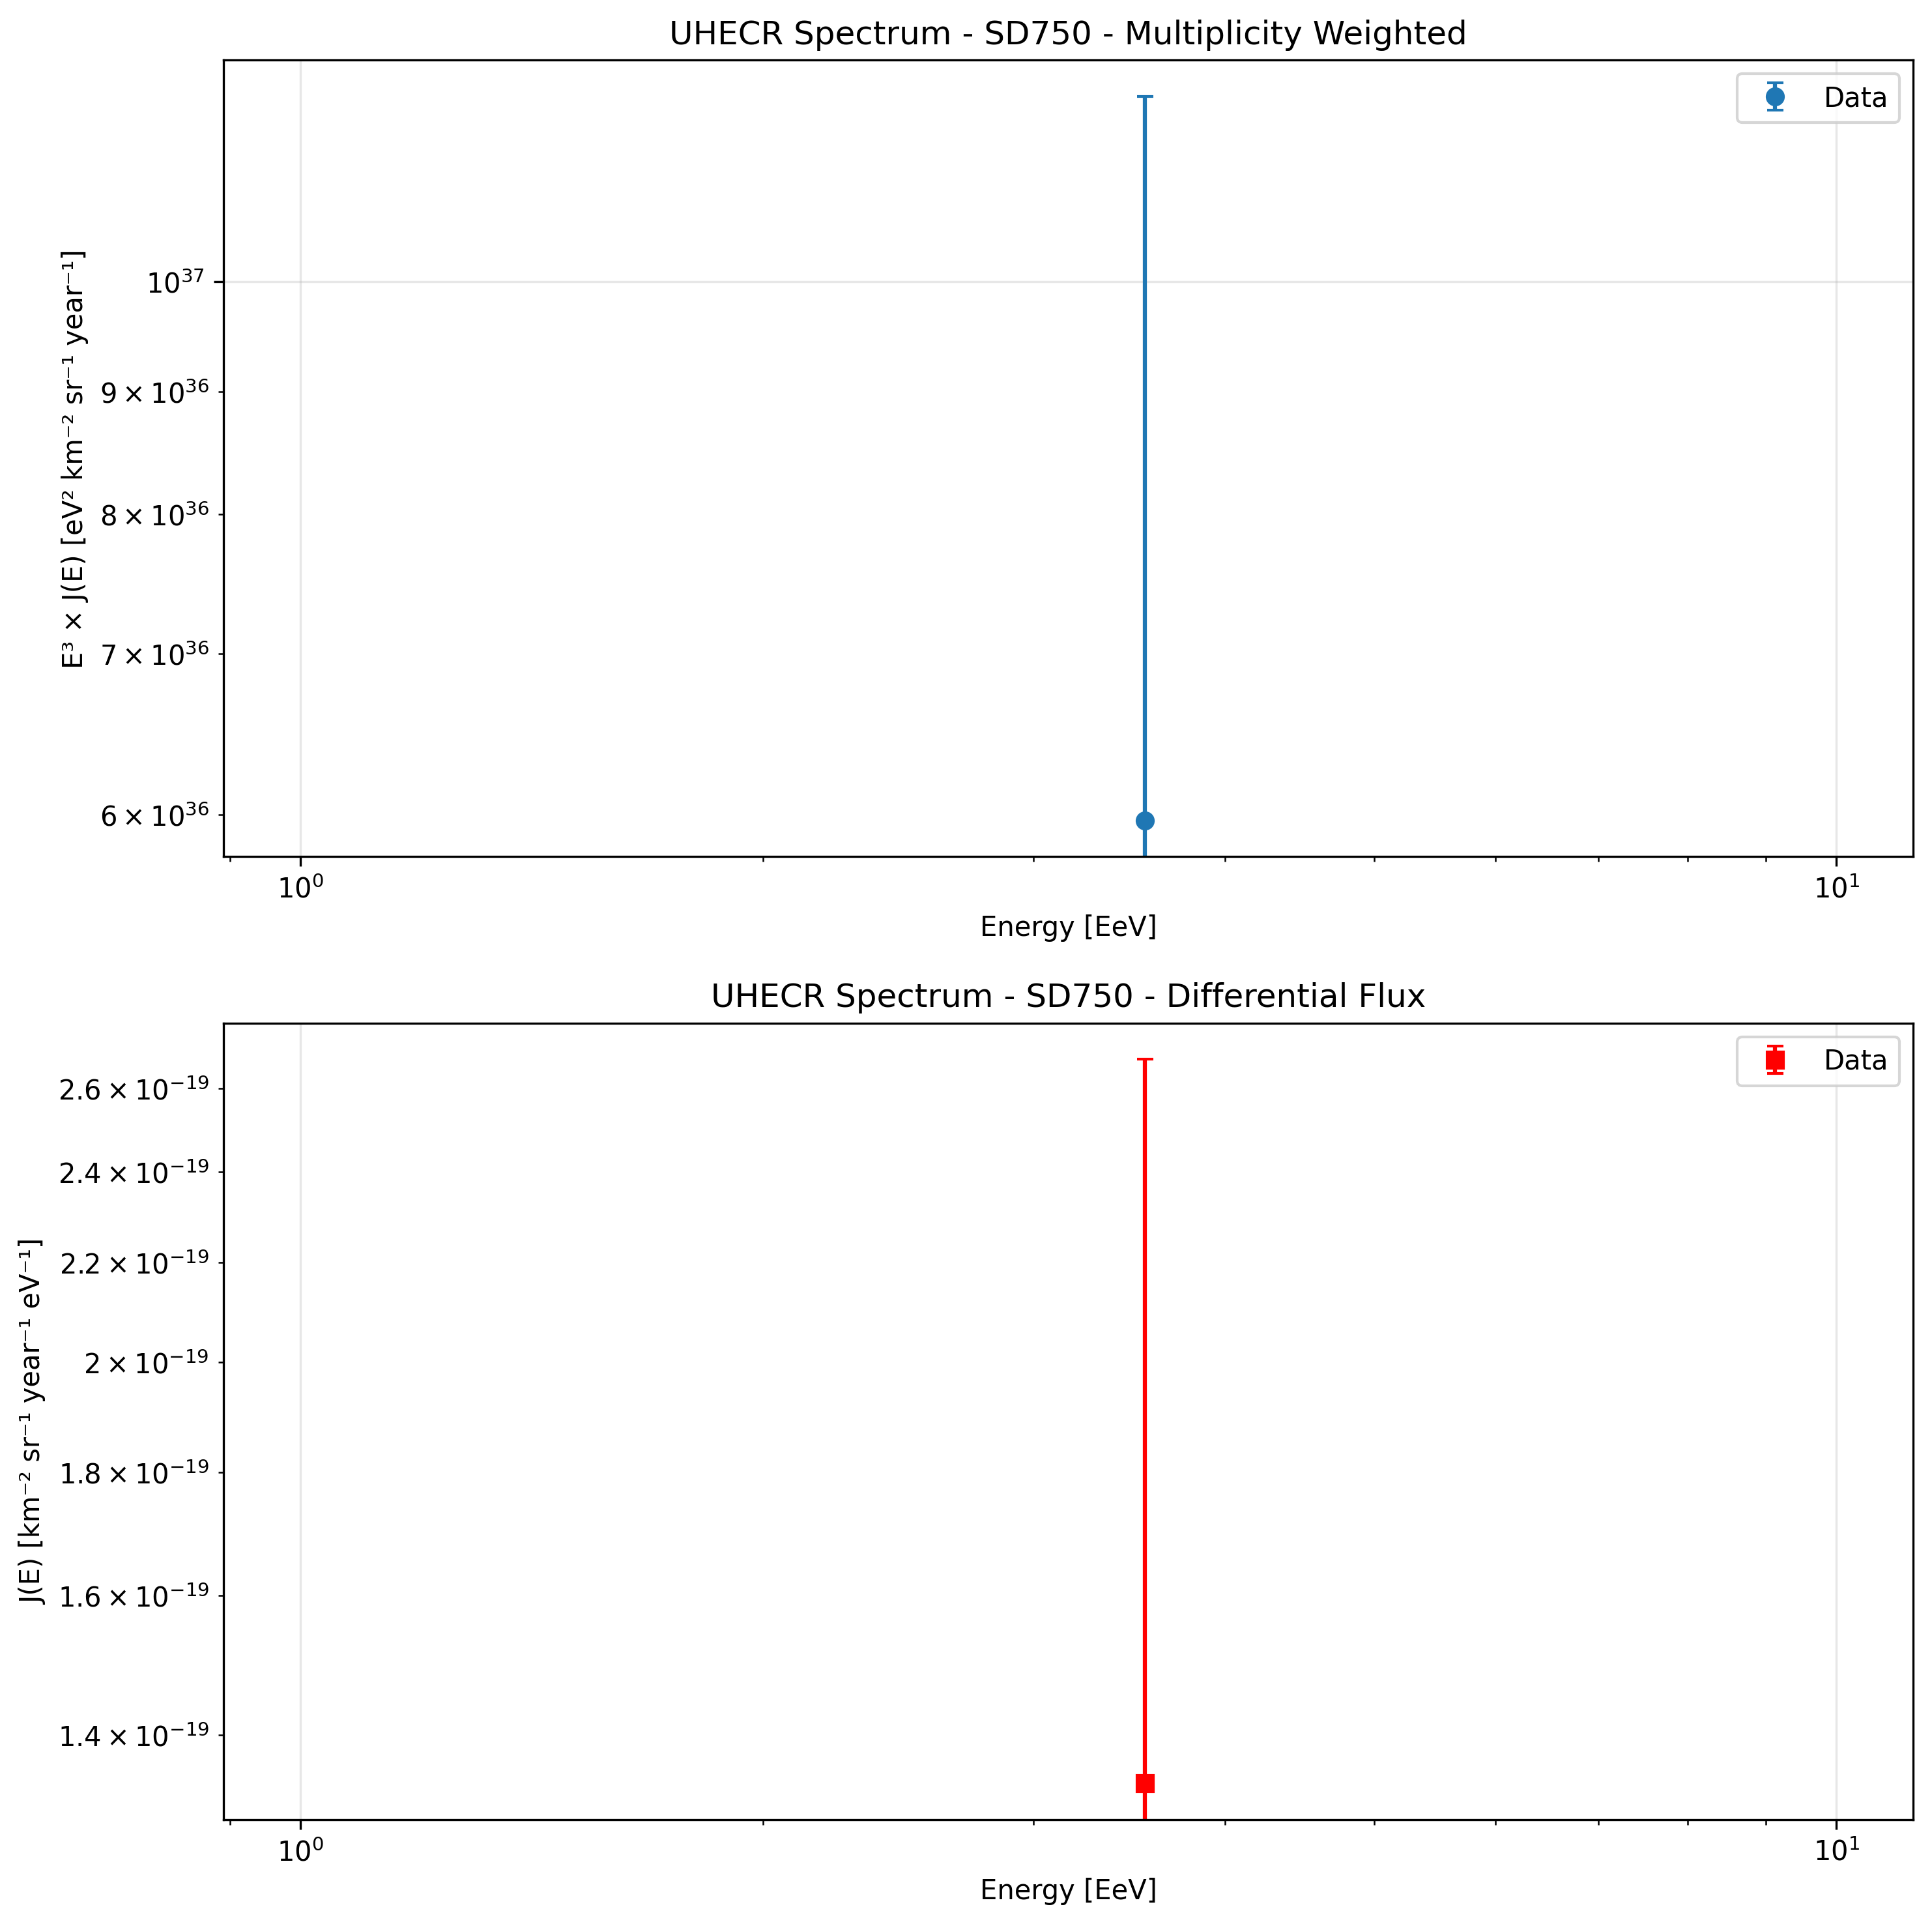 UHECR Spectrum - SD750 - Multiplicity Weighted
Data
E³ × J(E) [eV² km⁻² sr⁻¹ year⁻¹]
10³⁷
9 × 10³⁶
8 × 10³⁶
7 × 10³⁶
6 × 10³⁶
10⁰ 10¹
Energy [EeV]
UHECR Spectrum - SD750 - Differential Flux
Data
J(E) [km⁻² sr⁻¹ year⁻¹ eV⁻¹]
2.6 × 10⁻¹⁹
2.4 × 10⁻¹⁹
2.2 × 10⁻¹⁹
2 × 10⁻¹⁹
1.8 × 10⁻¹⁹
1.6 × 10⁻¹⁹
1.4 × 10⁻¹⁹
10⁰ 10¹
Energy [EeV]